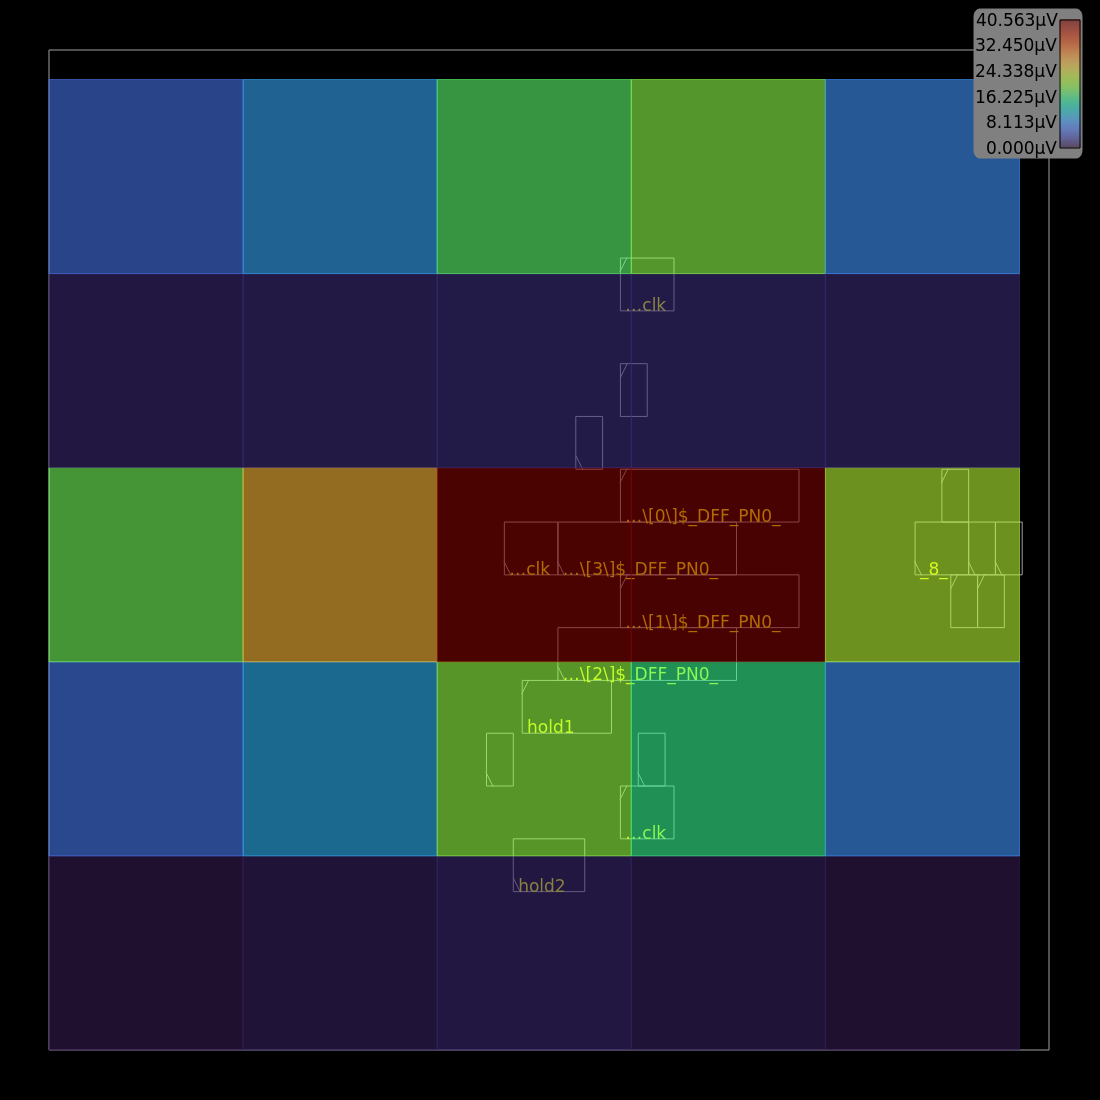 40.563μV
32.450μV
24.338μV
16.225μV
8.113μV
0.000μV
...clk
...\[0\]$_DFF_PN0_
...clk
...\[3\]$_DFF_PN0_
_8_
...\[1\]$_DFF_PN0_
...\[2\]$_DFF_PN0_
hold1
...clk
hold2